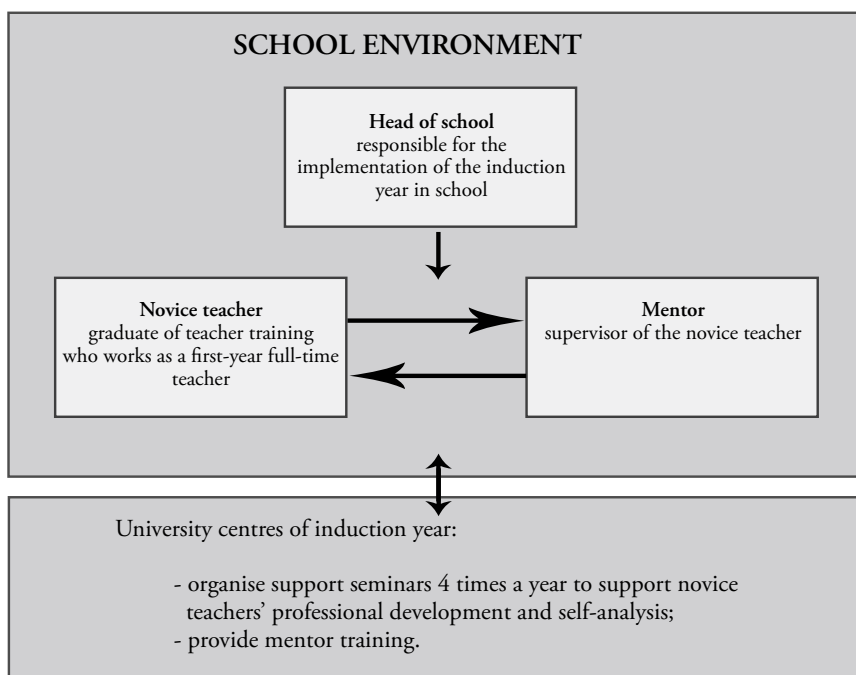 SCHOOL ENVIRONMENT
Head of school
responsible for the
implementation of the induction
year in school
Novice teacher
graduate of teacher training
who works as a first-year full-time
teacher
Mentor
supervisor of the novice teacher
University centres of induction year:
- organise support seminars 4 times a year to support novice
teachers’ professional development and self-analysis;
- provide mentor training.